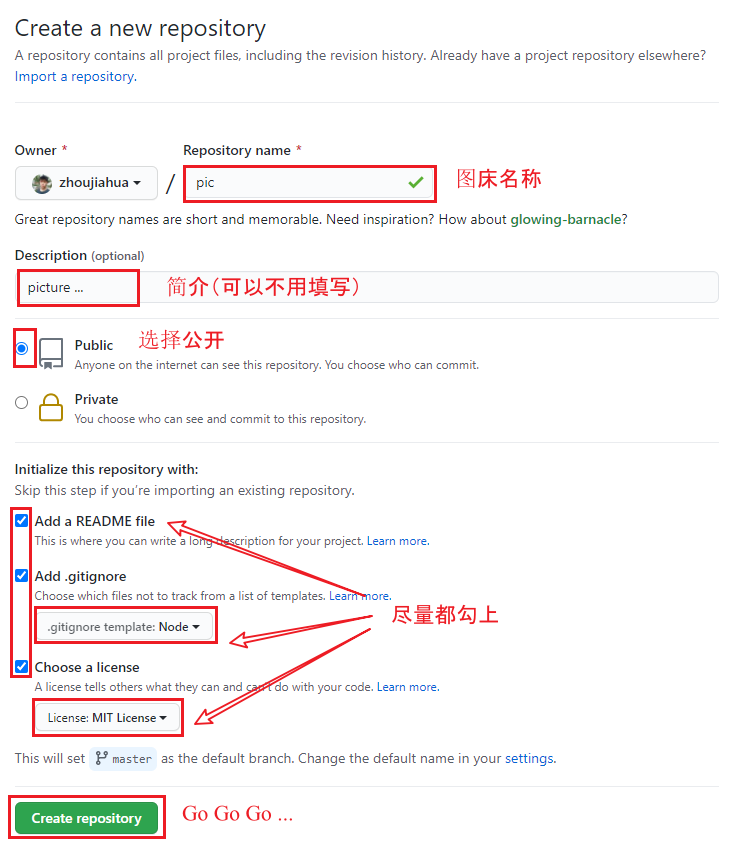 Create a new repository
A repository contains all project files, including the revision history. Already have a project repository elsewhere?
Import a repository.
Owner * Repository name *
zhoujiahua / pic 图床名称
Great repository names are short and memorable. Need inspiration? How about glowing-barnacle?
Description (optional)
picture ... 简介(可以不用填写)
Public 选择公开
Anyone on the internet can see this repository. You choose who can commit.
Private
You choose who can see and commit to this repository.
Initialize this repository with:
Skip this step if you're importing an existing repository.
Add a README file
This is where you can write a long description for your project. Learn more.
Add .gitignore
Choose which files not to track from a list of templates. Learn more.
尽量都勾上
.gitignore template: Node
Choose a license
A license tells others what they can and can't do with your code. Learn more.
License: MIT License
This will set master as the default branch. Change the default name in your settings.
Create repository Go Go Go ...